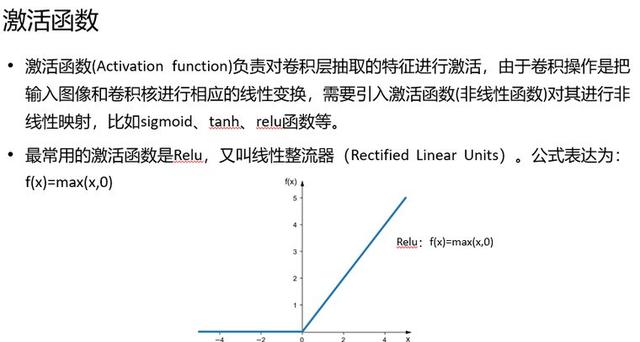 激活函数
• 激活函数(Activation function)负责对卷积层抽取的特征进行激活，由于卷积操作是把
输入图像和卷积核进行相应的线性变换，需要引入激活函数(非线性函数)对其进行非
线性映射，比如sigmoid、tanh、relu函数等。
• 最常用的激活函数是Relu，又叫线性整流器（Rectified Linear Units）。公式表达为：
f(x)=max(x,0)
f(x)
5
4
Relu：f(x)=max(x,0)
3
2
1
-4 -2 0 2 4 x